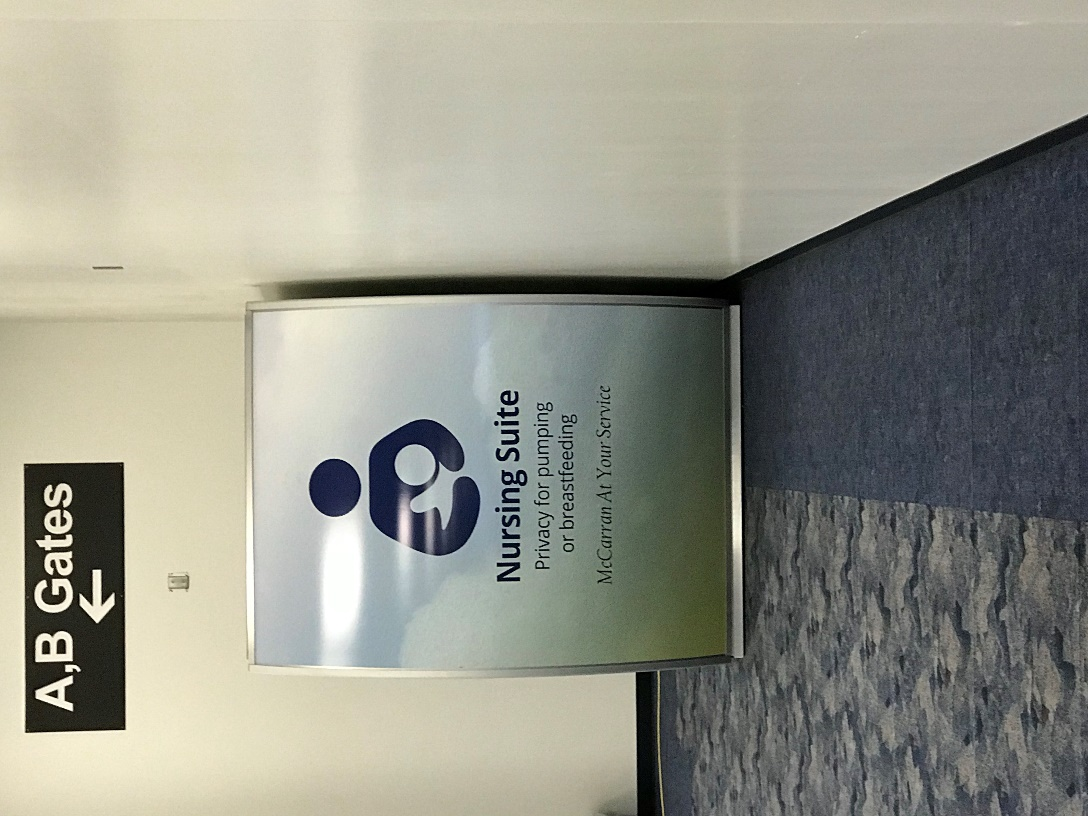 A,B Gates
Nursing Suite
Privacy for pumping
or breastfeeding
McCarran At Your Service